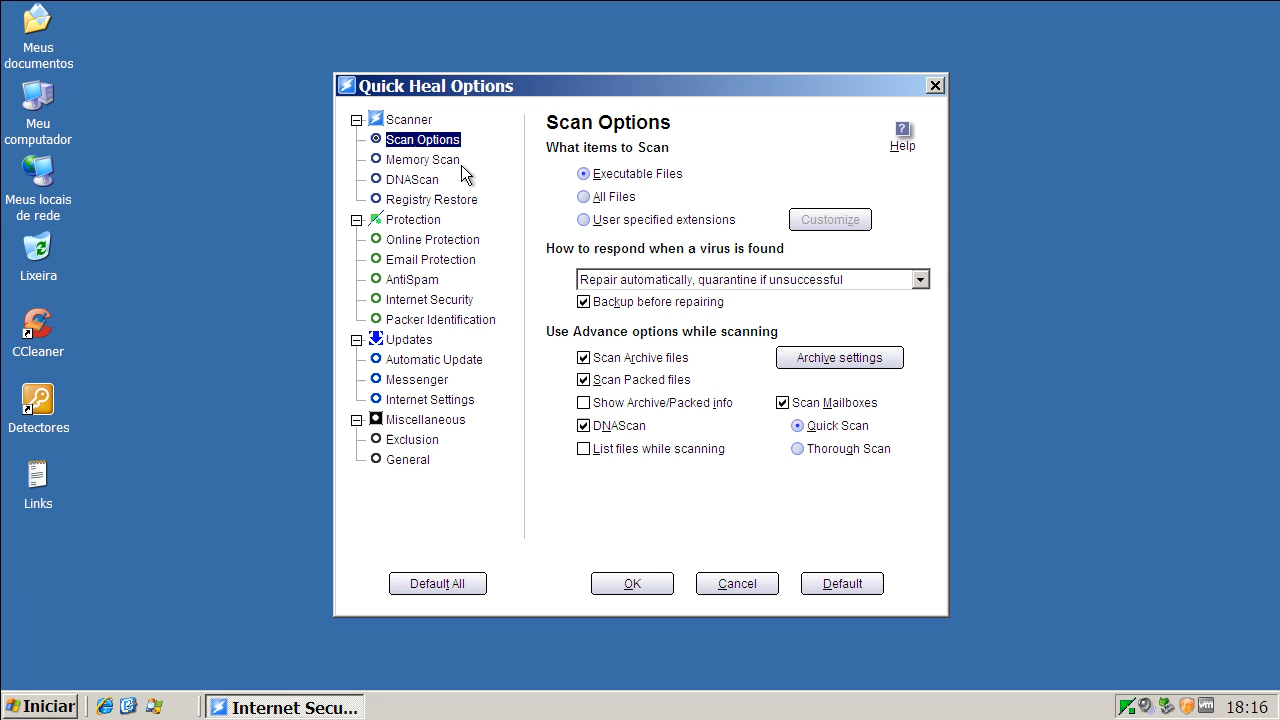 Meus
documentos
Meu
computador
Meus locais
de rede
Lixeira
CCleaner
Detectores
Links
Quick Heal Options
Scanner
Scan Options
Memory Scan
DNAScan
Registry Restore
Protection
Online Protection
Email Protection
AntiSpam
Internet Security
Packer Identification
Updates
Automatic Update
Messenger
Internet Settings
Miscellaneous
Exclusion
General
Default All
Scan Options
Help
What items to Scan
Executable Files
All Files
User specified extensions
Customize
How to respond when a virus is found
Repair automatically, quarantine if unsuccessful
Backup before repairing
Use Advance options while scanning
Scan Archive files
Archive settings
Scan Packed files
Show Archive/Packed info
Scan Mailboxes
DNAScan
Quick Scan
List files while scanning
Thorough Scan
OK
Cancel
Default
Iniciar
Internet Secu...
18:16